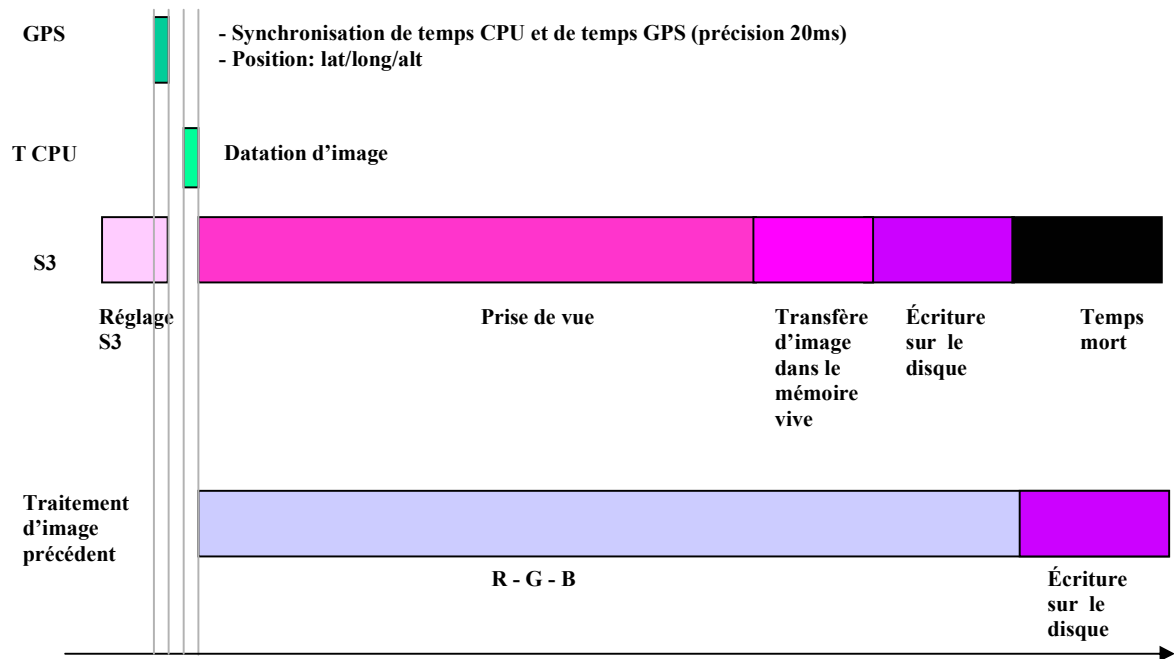 GPS
- Synchronisation de temps CPU et de temps GPS (précision 20ms)
- Position: lat/long/alt
T CPU
Datation d’image
S3
Réglage
S3
Prise de vue
Transfère
d’image
dans le
mémoire
vive
Écriture
sur le
disque
Temps
mort
Traitement
d’image
précédent
R - G - B
Écriture
sur le
disque